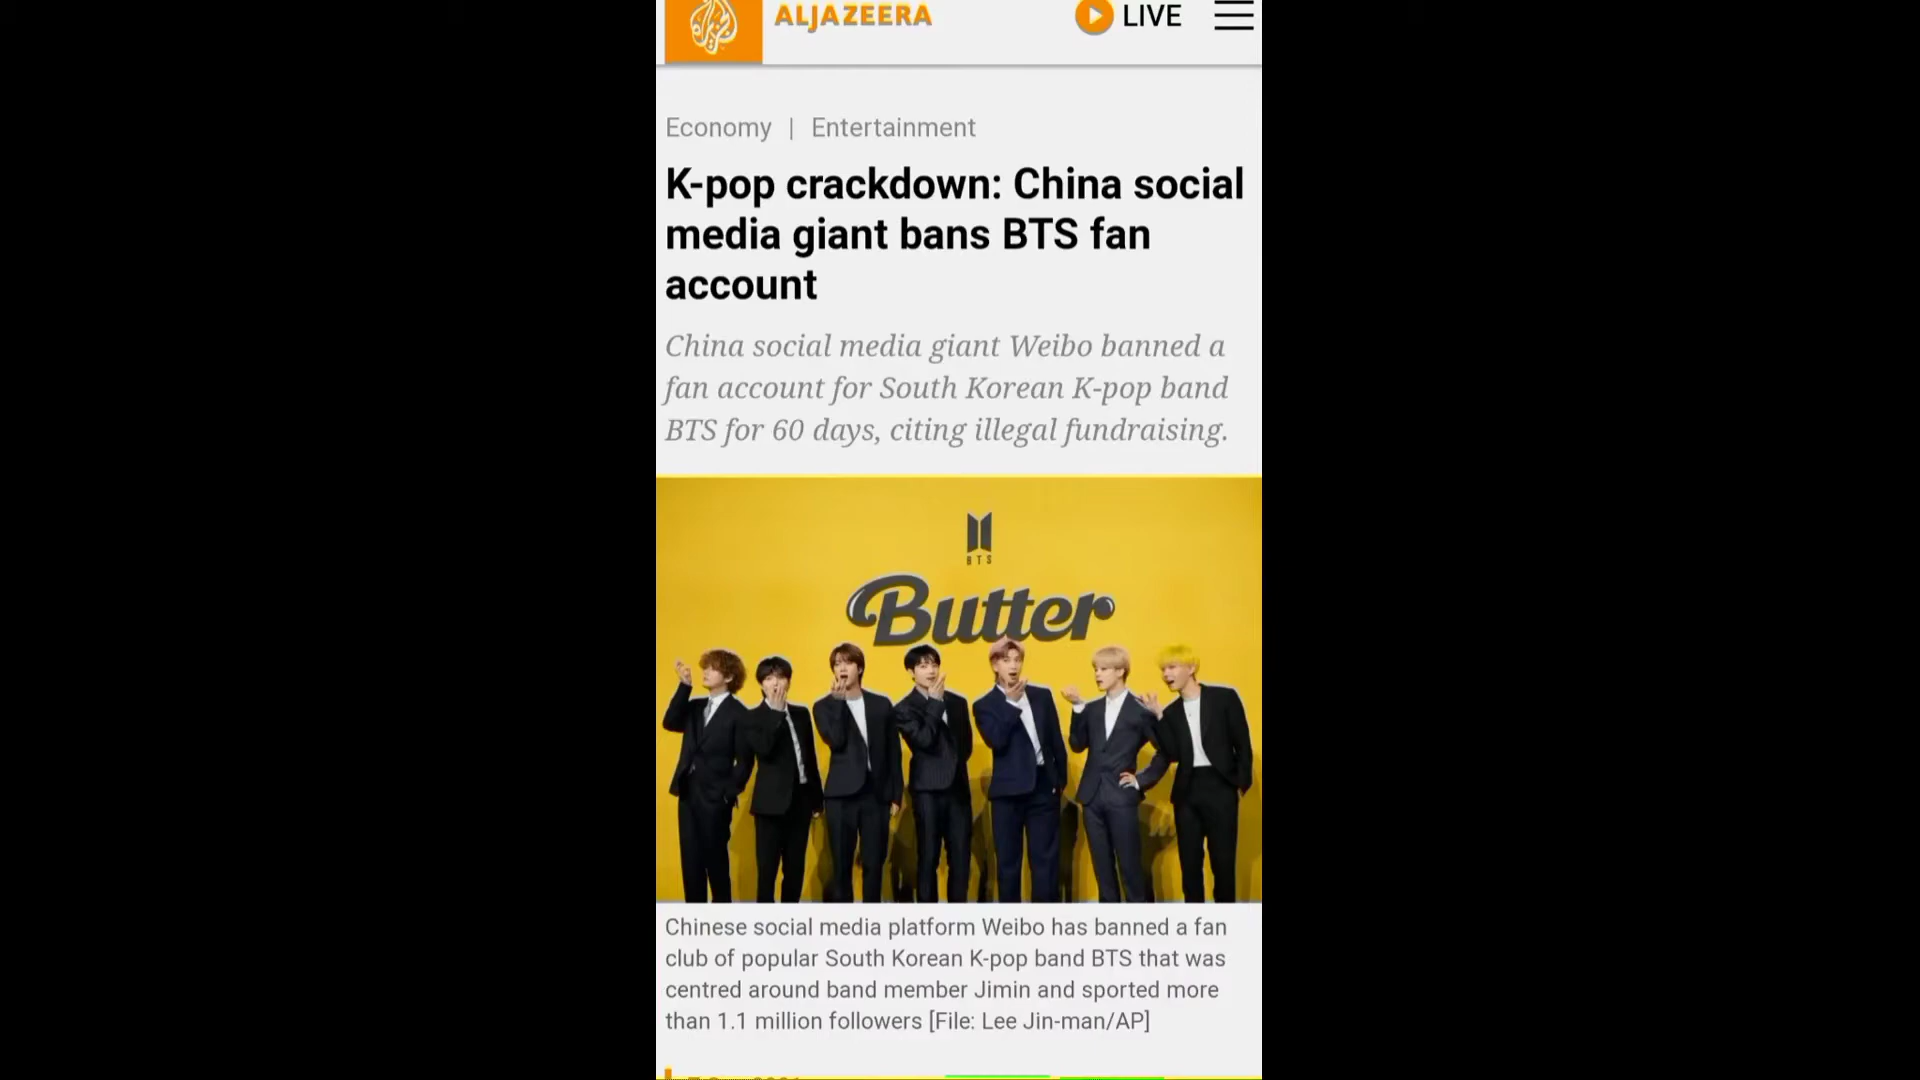 ALJAZEERA
LIVE
Economy | Entertainment
K-pop crackdown: China social
media giant bans BTS fan
account
China social media giant Weibo banned a
fan account for South Korean K-pop band
BTS for 60 days, citing illegal fundraising.
BTS
Butter
Chinese social media platform Weibo has banned a fan
club of popular South Korean K-pop band BTS that was
centred around band member Jimin and sported more
than 1.1 million followers [File: Lee Jin-man/AP]